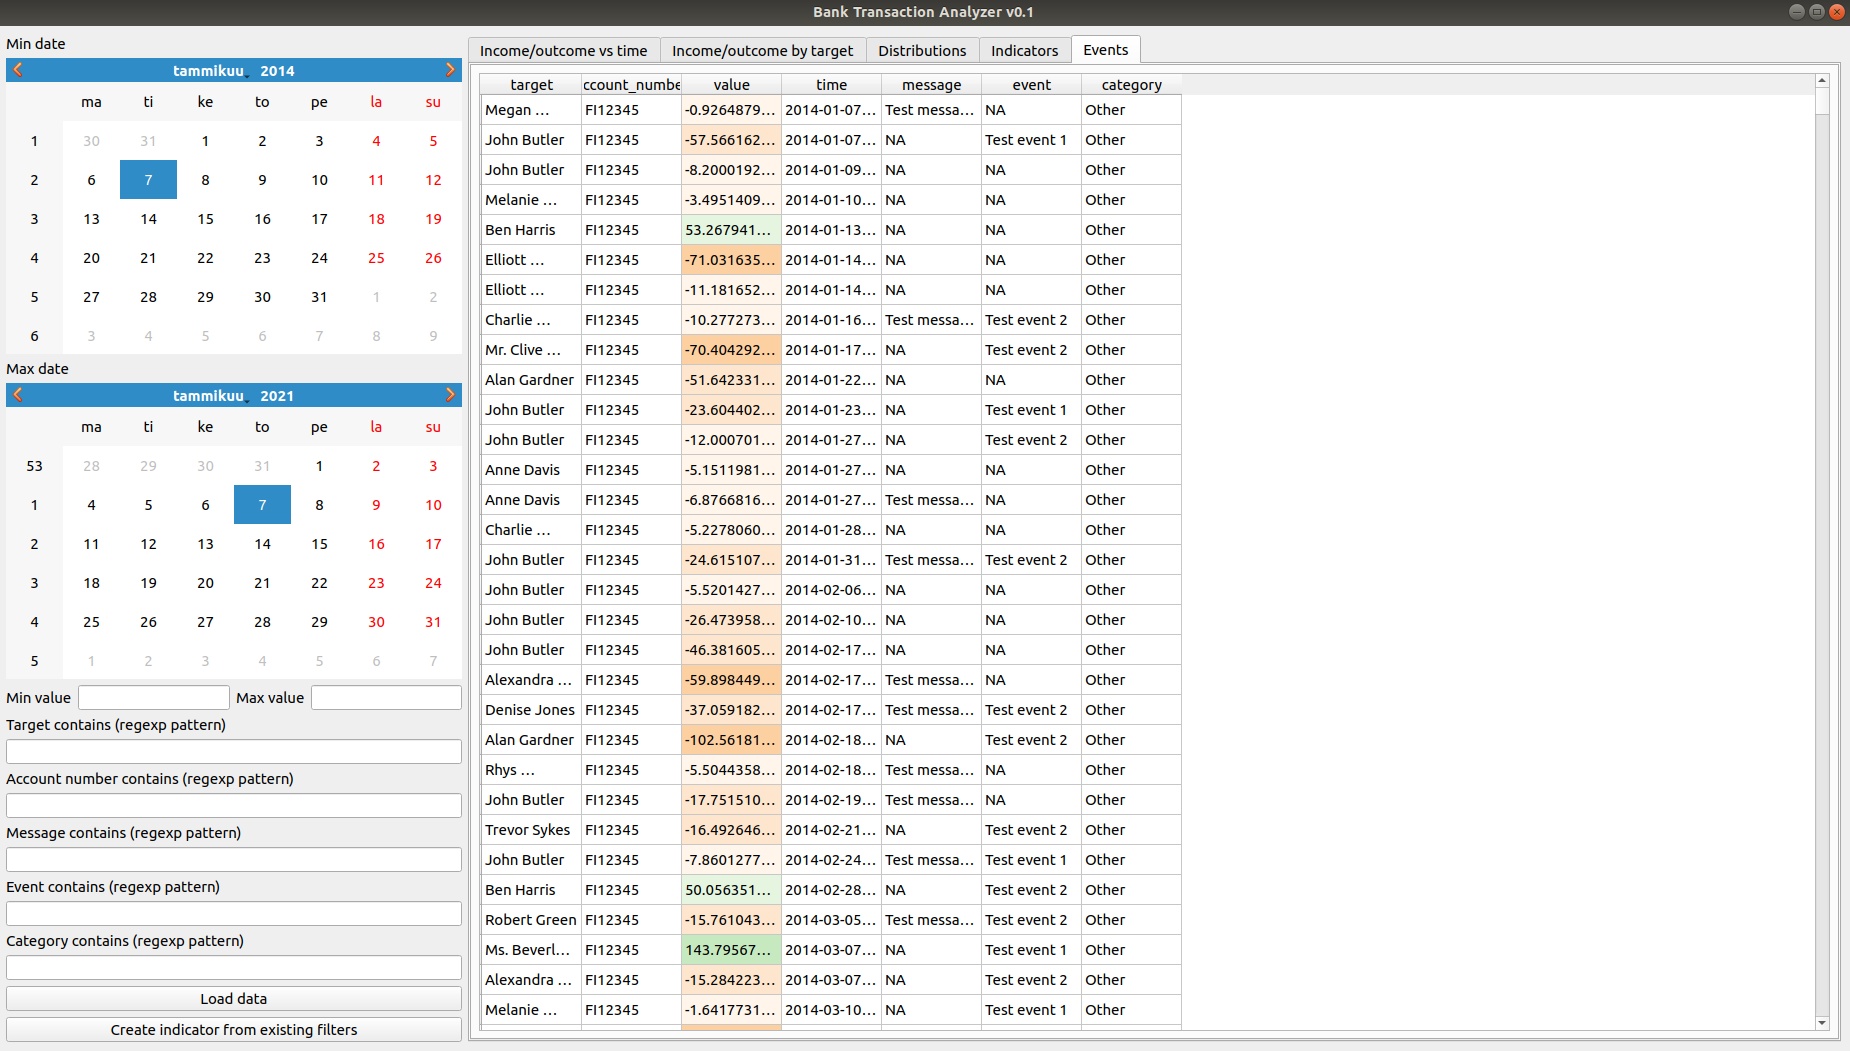 Bank Transaction Analyzer v0.1
Min date
tammikuu 2014
ma ti ke to pe la su
1 30 31 1 2 3 4 5
2 6 7 8 9 10 11 12
3 13 14 15 16 17 18 19
4 20 21 22 23 24 25 26
5 27 28 29 30 31 1 2
6 3 4 5 6 7 8 9
Max date
tammikuu 2021
ma ti ke to pe la su
53 28 29 30 31 1 2 3
1 4 5 6 7 8 9 10
2 11 12 13 14 15 16 17
3 18 19 20 21 22 23 24
4 25 26 27 28 29 30 31
5 1 2 3 4 5 6 7
Min value Max value
Target contains (regexp pattern)
Account number contains (regexp pattern)
Message contains (regexp pattern)
Event contains (regexp pattern)
Category contains (regexp pattern)
Load data
Create indicator from existing filters
Income/outcome vs time Income/outcome by target Distributions Indicators Events
target ccount_numbe value time message event category
Megan ... FI12345 -0.9264879... 2014-01-07... Test messa... NA Other
John Butler FI12345 -57.566162... 2014-01-07... NA Test event 1 Other
John Butler FI12345 -8.2000192... 2014-01-09... NA NA Other
Melanie ... FI12345 -3.4951409... 2014-01-10... NA NA Other
Ben Harris FI12345 53.267941... 2014-01-13... NA NA Other
Elliott ... FI12345 -71.031635... 2014-01-14... NA NA Other
Elliott ... FI12345 -11.181652... 2014-01-14... NA NA Other
Charlie ... FI12345 -10.277273... 2014-01-16... Test messa... Test event 2 Other
Mr. Clive ... FI12345 -70.404292... 2014-01-17... NA Test event 2 Other
Alan Gardner FI12345 -51.642331... 2014-01-22... NA NA Other
John Butler FI12345 -23.604402... 2014-01-23... NA Test event 1 Other
John Butler FI12345 -12.000701... 2014-01-27... NA Test event 2 Other
Anne Davis FI12345 -5.1511981... 2014-01-27... NA NA Other
Anne Davis FI12345 -6.8766816... 2014-01-27... Test messa... NA Other
Charlie ... FI12345 -5.2278060... 2014-01-28... NA NA Other
John Butler FI12345 -24.615107... 2014-01-31... Test messa... Test event 2 Other
John Butler FI12345 -5.5201427... 2014-02-06... NA NA Other
John Butler FI12345 -26.473958... 2014-02-10... NA NA Other
John Butler FI12345 -46.381605... 2014-02-17... NA NA Other
Alexandra ... FI12345 -59.898449... 2014-02-17... Test messa... NA Other
Denise Jones FI12345 -37.059182... 2014-02-17... Test messa... Test event 2 Other
Alan Gardner FI12345 -102.56181... 2014-02-18... NA Test event 2 Other
Rhys ... FI12345 -5.5044358... 2014-02-18... Test messa... NA Other
John Butler FI12345 -17.751510... 2014-02-19... Test messa... NA Other
Trevor Sykes FI12345 -16.492646... 2014-02-21... NA Test event 2 Other
John Butler FI12345 -7.8601277... 2014-02-24... Test messa... Test event 1 Other
Ben Harris FI12345 50.056351... 2014-02-28... NA Test event 2 Other
Robert Green FI12345 -15.761043... 2014-03-05... Test messa... Test event 2 Other
Ms. Beverl... FI12345 143.79567... 2014-03-07... NA Test event 1 Other
Alexandra ... FI12345 -15.284223... 2014-03-07... NA Test event 2 Other
Melanie ... FI12345 -1.6417731... 2014-03-10... NA Test event 1 Other